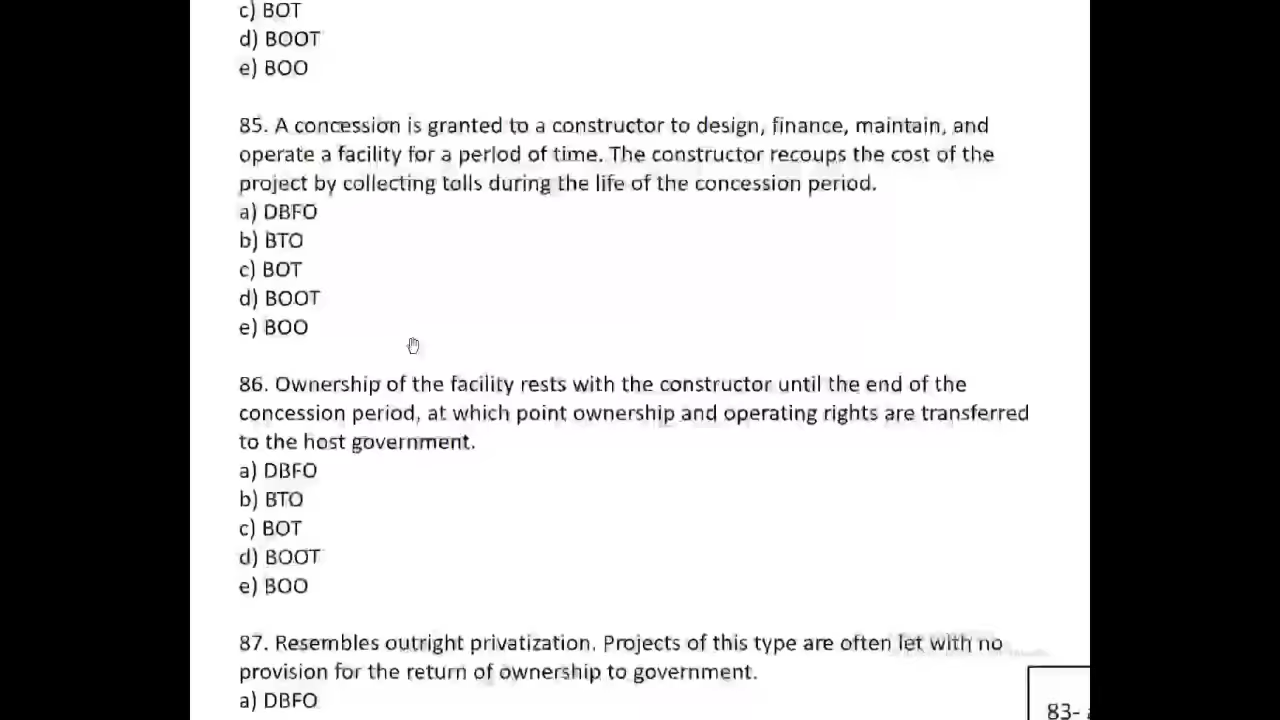 c) BOT
d) BOOT
e) BOO
85. A concession is granted to a constructor to design, finance, maintain, and
operate a facility for a period of time. The constructor recoups the cost of the
project by collecting tolls during the life of the concession period.
a) DBFO
b) BTO
c) BOT
d) BOOT
e) BOO
86. Ownership of the facility rests with the constructor until the end of the
concession period, at which point ownership and operating rights are transferred
to the host government.
a) DBFO
b) BTO
c) BOT
d) BOOT
e) BOO
87. Resembles outright privatization. Projects of this type are often let with no
provision for the return of ownership to government.
a) DBFO
83-